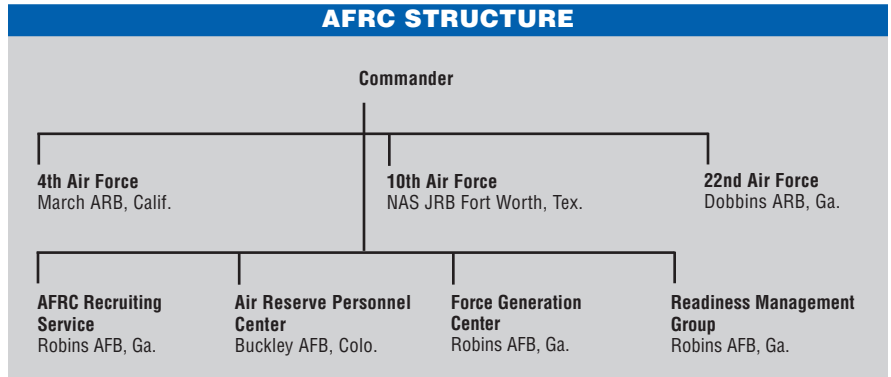 AFRC STRUCTURE
Commander
4th Air Force
March ARB, Calif.
10th Air Force
NAS JRB Fort Worth, Tex.
22nd Air Force
Dobbins ARB, Ga.
AFRC Recruiting
Service
Robins AFB, Ga.
Air Reserve Personnel
Center
Buckley AFB, Colo.
Force Generation
Center
Robins AFB, Ga.
Readiness Management
Group
Robins AFB, Ga.